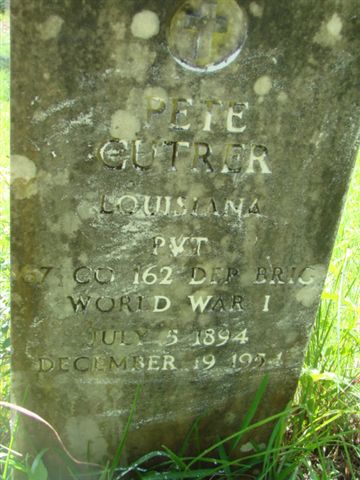 PETE
GUTRER
LOUISIANA
PVT
67 CO 162 DEP BRIG
WORLD WAR I
JULY 5 1894
DECEMBER 19